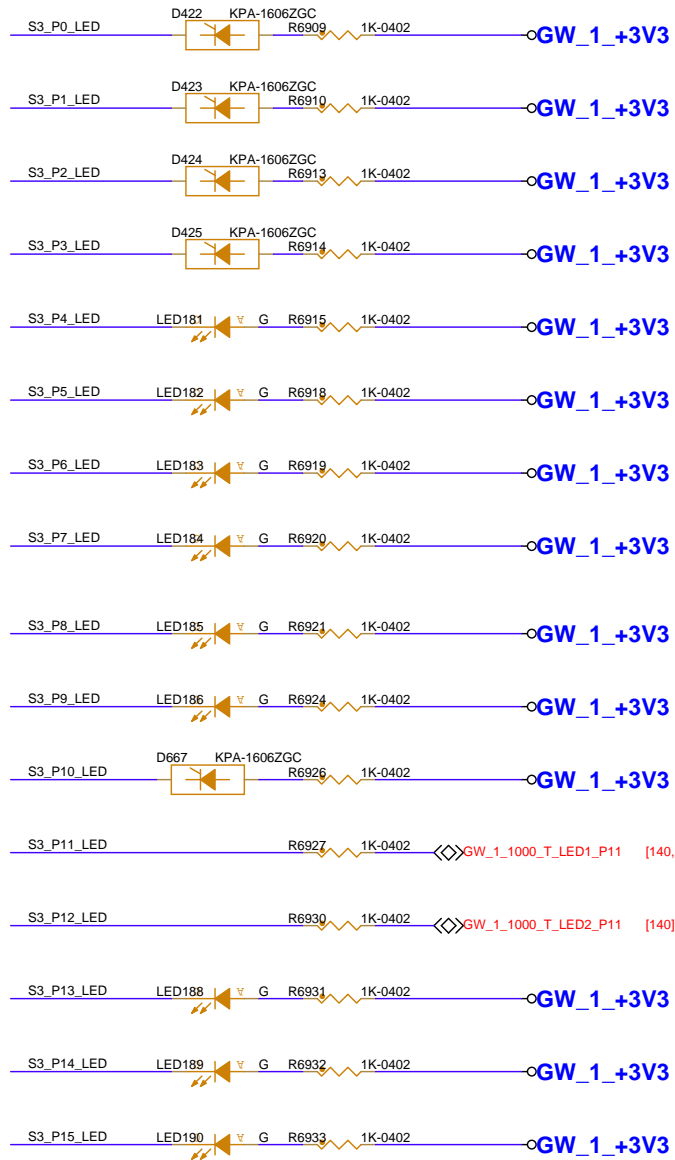 D422 KPA-1606ZGC
S3_P0_LED R6909 1K-0402 GW_1_+3V3
D423 KPA-1606ZGC
S3_P1_LED R6910 1K-0402 GW_1_+3V3
D424 KPA-1606ZGC
S3_P2_LED R6913 1K-0402 GW_1_+3V3
D425 KPA-1606ZGC
S3_P3_LED R6914 1K-0402 GW_1_+3V3
S3_P4_LED LED181 A G R6915 1K-0402 GW_1_+3V3
S3_P5_LED LED182 A G R6918 1K-0402 GW_1_+3V3
S3_P6_LED LED183 A G R6919 1K-0402 GW_1_+3V3
S3_P7_LED LED184 A G R6920 1K-0402 GW_1_+3V3
S3_P8_LED LED185 A G R6921 1K-0402 GW_1_+3V3
S3_P9_LED LED186 A G R6924 1K-0402 GW_1_+3V3
D667 KPA-1606ZGC
S3_P10_LED R6926 1K-0402 GW_1_+3V3
S3_P11_LED R6927 1K-0402 GW_1_1000_T_LED1_P11 [140,
S3_P12_LED R6930 1K-0402 GW_1_1000_T_LED2_P11 [140]
S3_P13_LED LED188 A G R6931 1K-0402 GW_1_+3V3
S3_P14_LED LED189 A G R6932 1K-0402 GW_1_+3V3
S3_P15_LED LED190 A G R6933 1K-0402 GW_1_+3V3